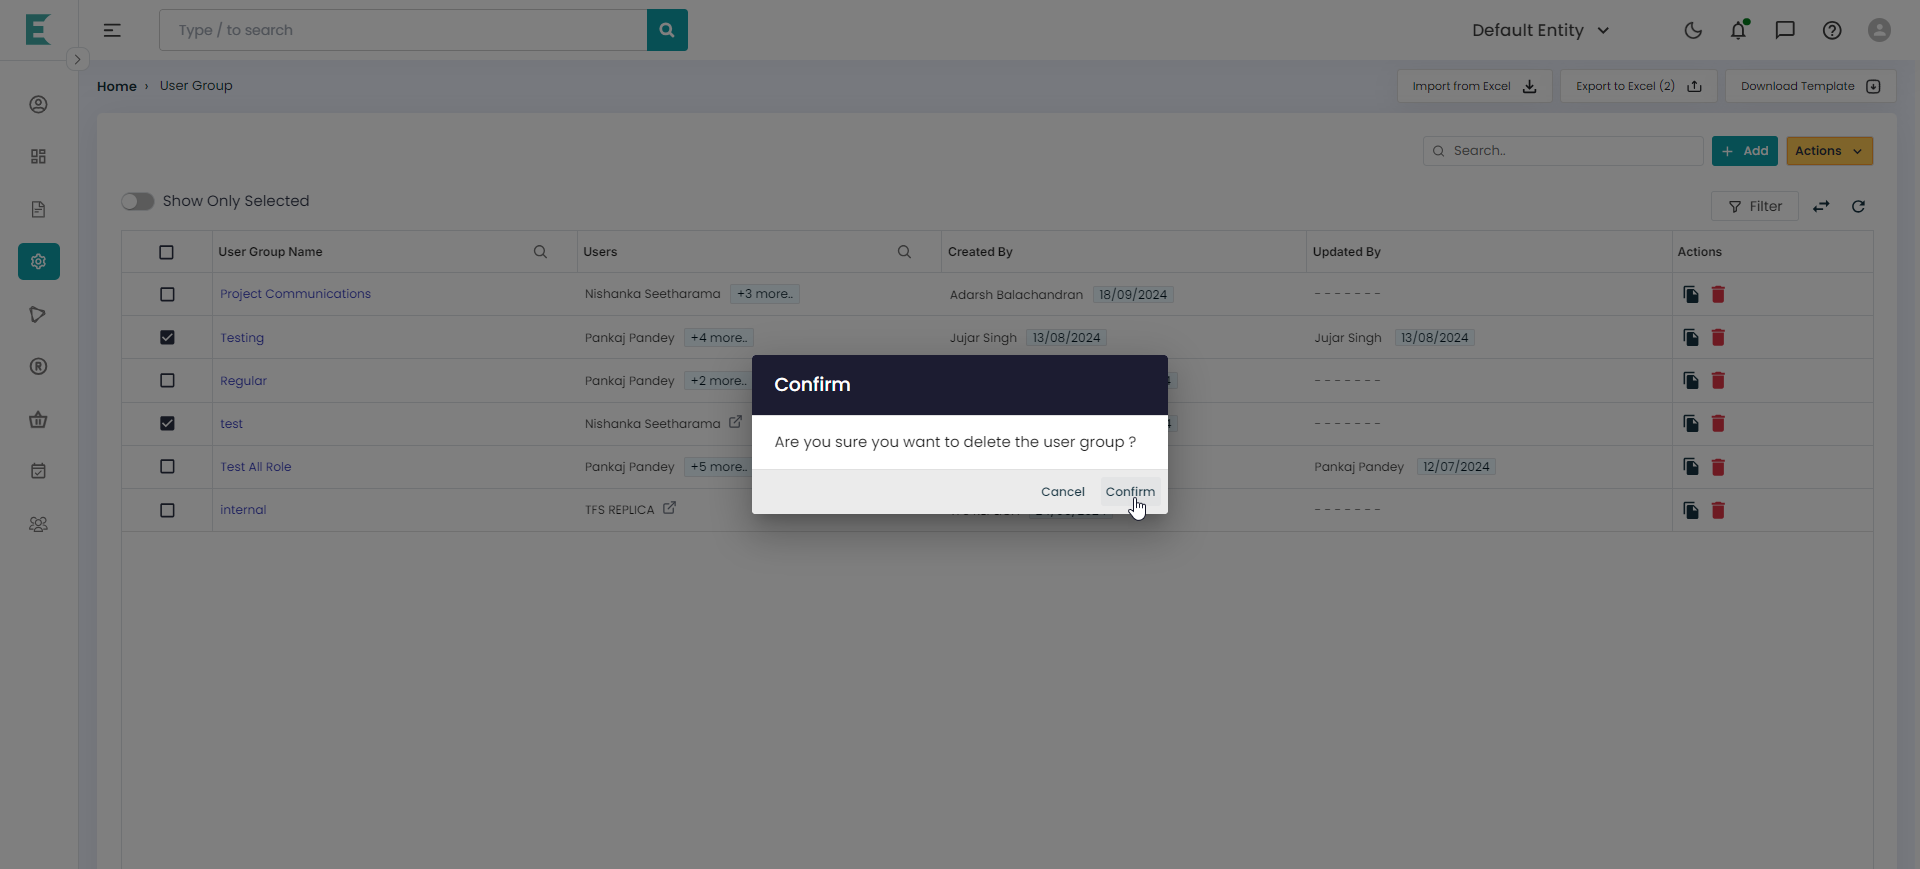 Type / to search
Default Entity
Home › User Group
Import from Excel
Export to Excel (2)
Download Template
Search..
+ Add
Actions
Show Only Selected
Filter
User Group Name Users Created By Updated By Actions
Project Communications Nishanka Seetharama +3 more.. Adarsh Balachandran 18/09/2024 - - - - - - -
Testing Pankaj Pandey +4 more.. Jujar Singh 13/08/2024 Jujar Singh 13/08/2024
Regular Pankaj Pandey +2 more.. - - - - - - -
test Nishanka Seetharama - - - - - - -
Test All Role Pankaj Pandey +5 more.. Pankaj Pandey 12/07/2024
internal TFS REPLICA - - - - - - -
Confirm
Are you sure you want to delete the user group ?
Cancel Confirm